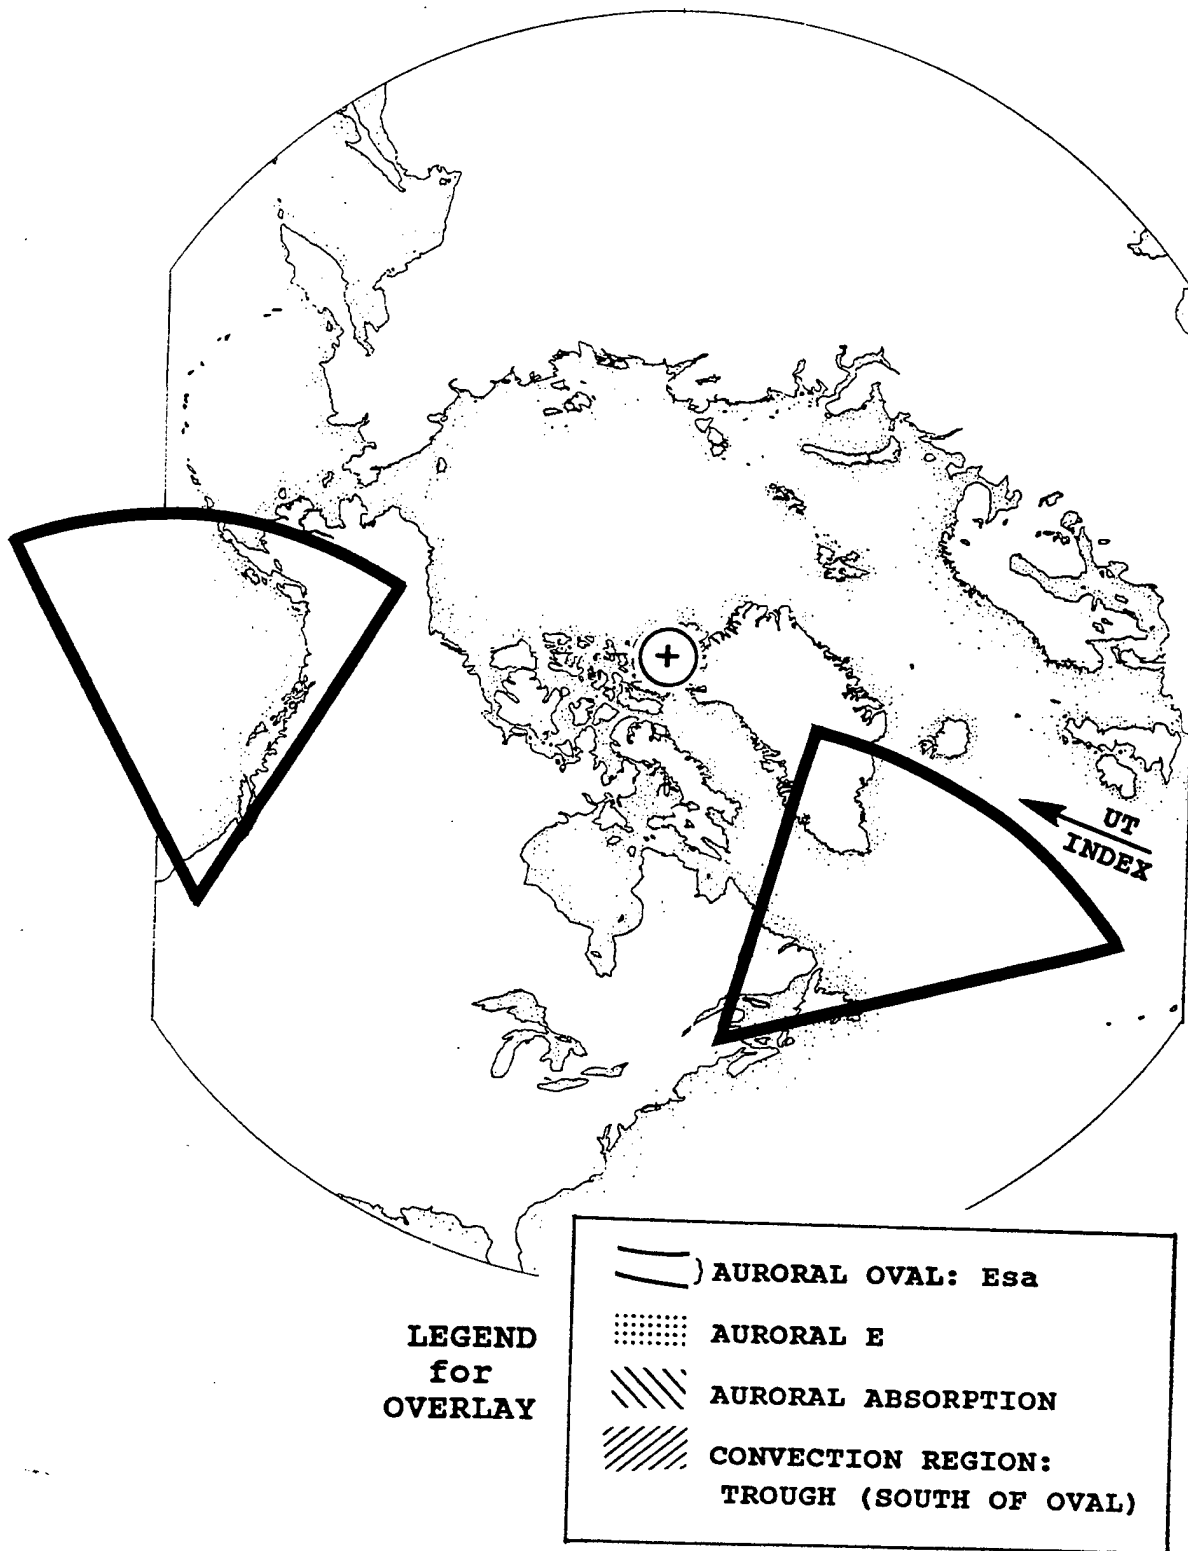 UT
INDEX
LEGEND
for
OVERLAY
AURORAL OVAL: Esa
AURORAL E
AURORAL ABSORPTION
CONVECTION REGION:
TROUGH (SOUTH OF OVAL)